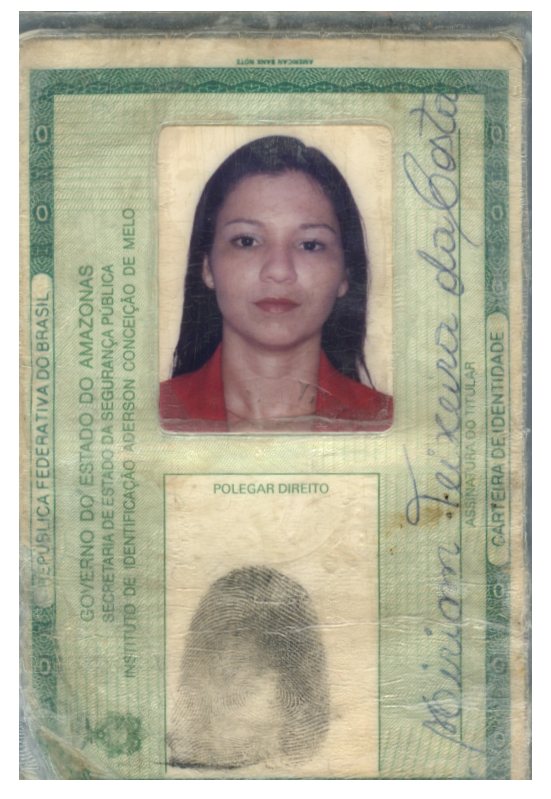 AMERICAN BANK NOTE
REPÚBLICA FEDERATIVA DO BRASIL
GOVERNO DO ESTADO DO AMAZONAS
SECRETARIA DE ESTADO DA SEGURANÇA PÚBLICA
INSTITUTO DE IDENTIFICAÇÃO ADERSON CONCEIÇÃO DE MELO
POLEGAR DIREITO
Miriam Teixeira da Costa
ASSINATURA DO TITULAR
CARTEIRA DE IDENTIDADE